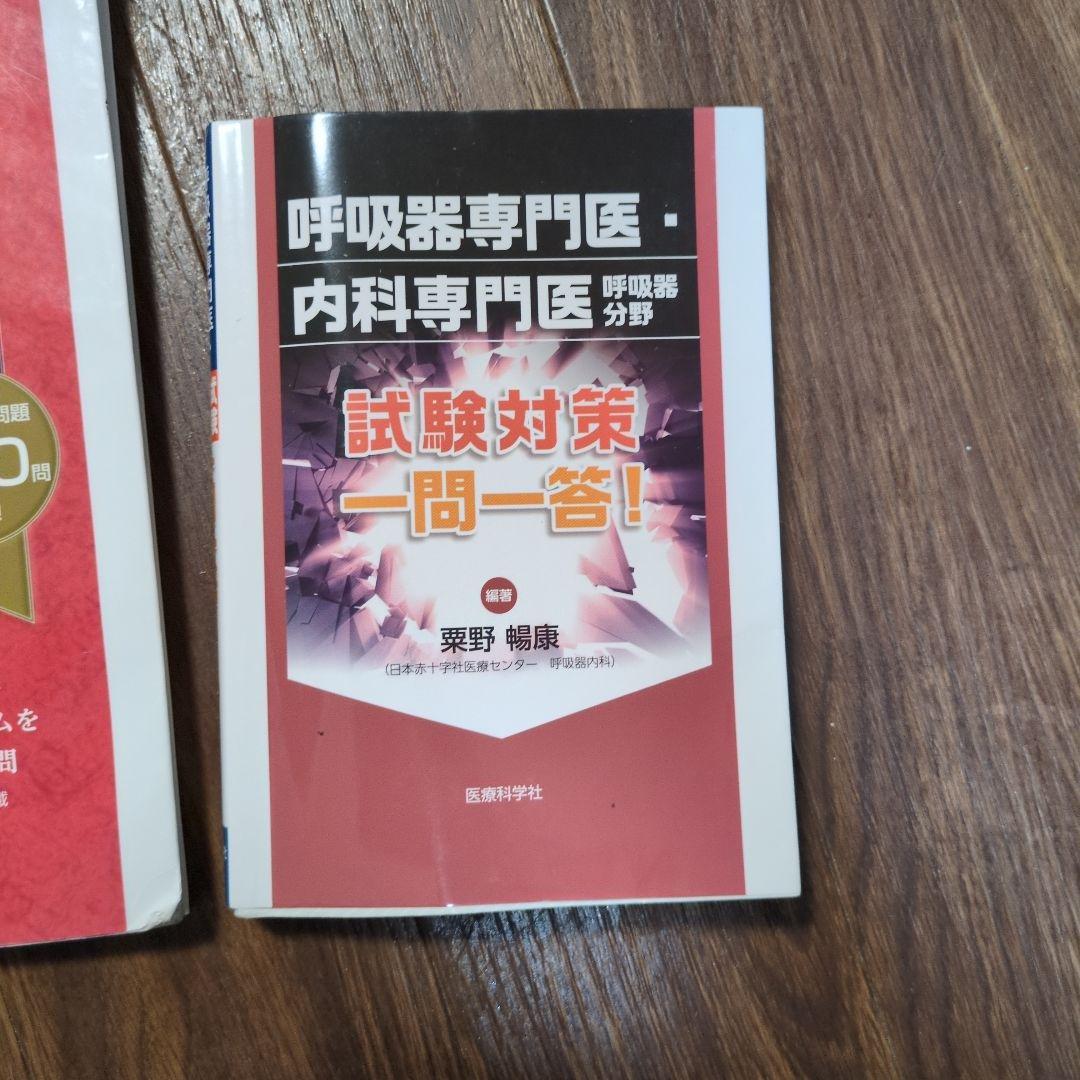 問題
0問
!
ムを
問
載
呼吸器専門医・
内科専門医 呼吸器
分野
試験対策
一問一答!
編著
粟野 暢康
(日本赤十字社医療センター 呼吸器内科)
医療科学社
試験